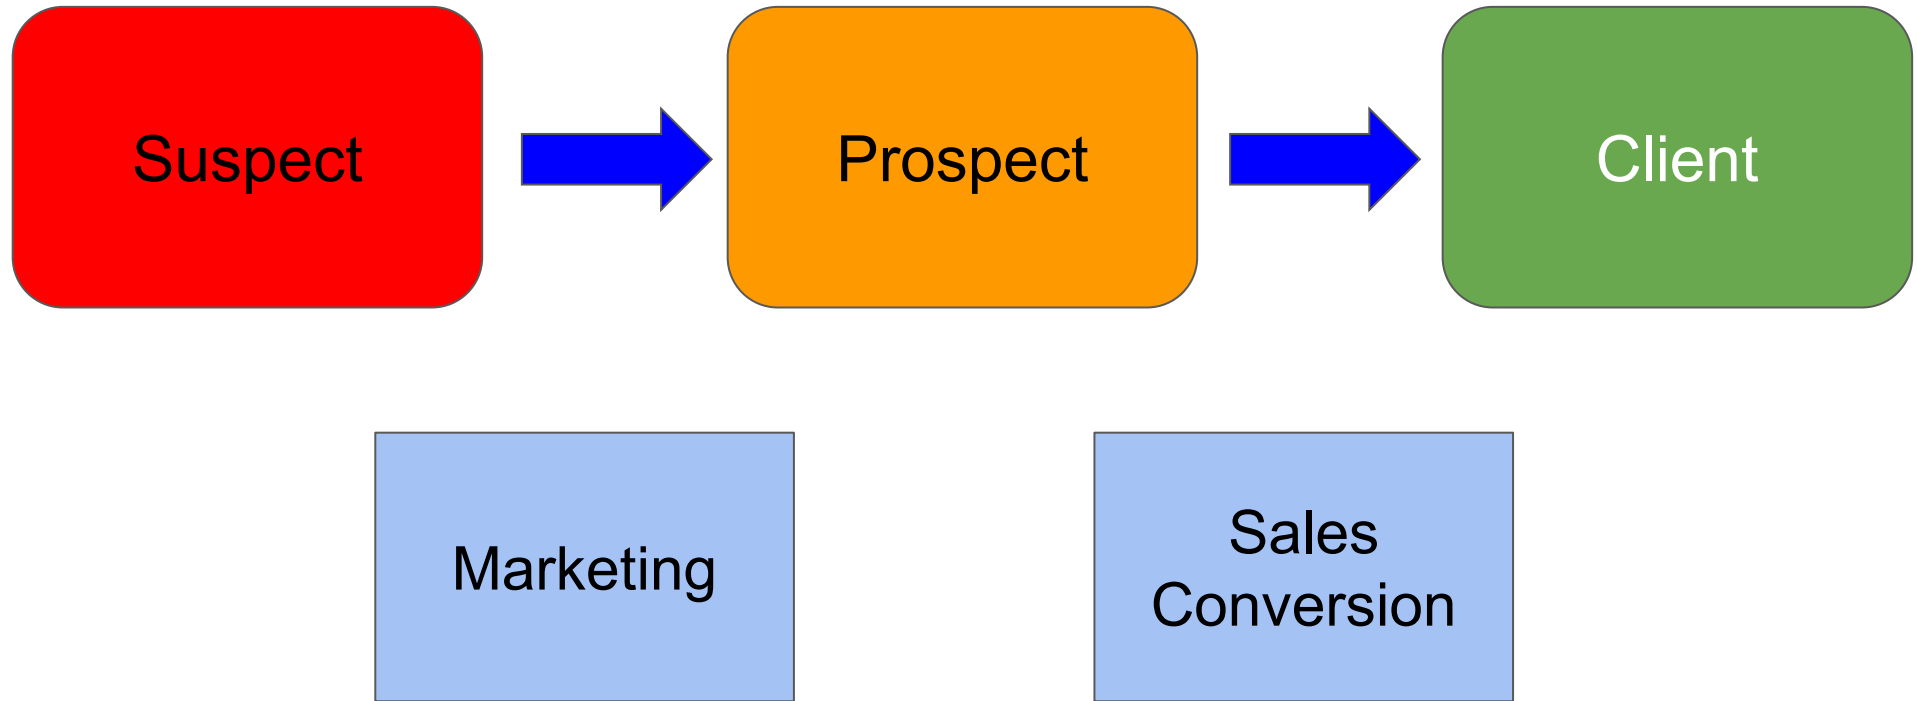 Suspect
Prospect
Client
Marketing
Sales
Conversion